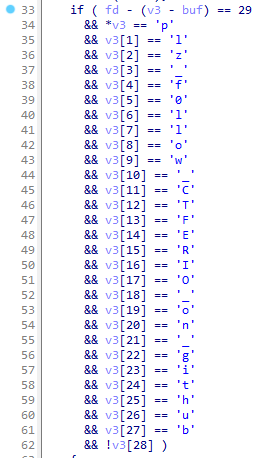 33 if ( fd - (v3 - buf) == 29
34 && *v3 == 'p'
35 && v3[1] == 'l'
36 && v3[2] == 'z'
37 && v3[3] == '_'
38 && v3[4] == 'f'
39 && v3[5] == '0'
40 && v3[6] == 'l'
41 && v3[7] == 'l'
42 && v3[8] == 'o'
43 && v3[9] == 'w'
44 && v3[10] == '_'
45 && v3[11] == 'C'
46 && v3[12] == 'T'
47 && v3[13] == 'F'
48 && v3[14] == 'E'
49 && v3[15] == 'R'
50 && v3[16] == 'I'
51 && v3[17] == 'O'
52 && v3[18] == '_'
53 && v3[19] == 'o'
54 && v3[20] == 'n'
55 && v3[21] == '_'
56 && v3[22] == 'g'
57 && v3[23] == 'i'
58 && v3[24] == 't'
59 && v3[25] == 'h'
60 && v3[26] == 'u'
61 && v3[27] == 'b'
62 && !v3[28] )